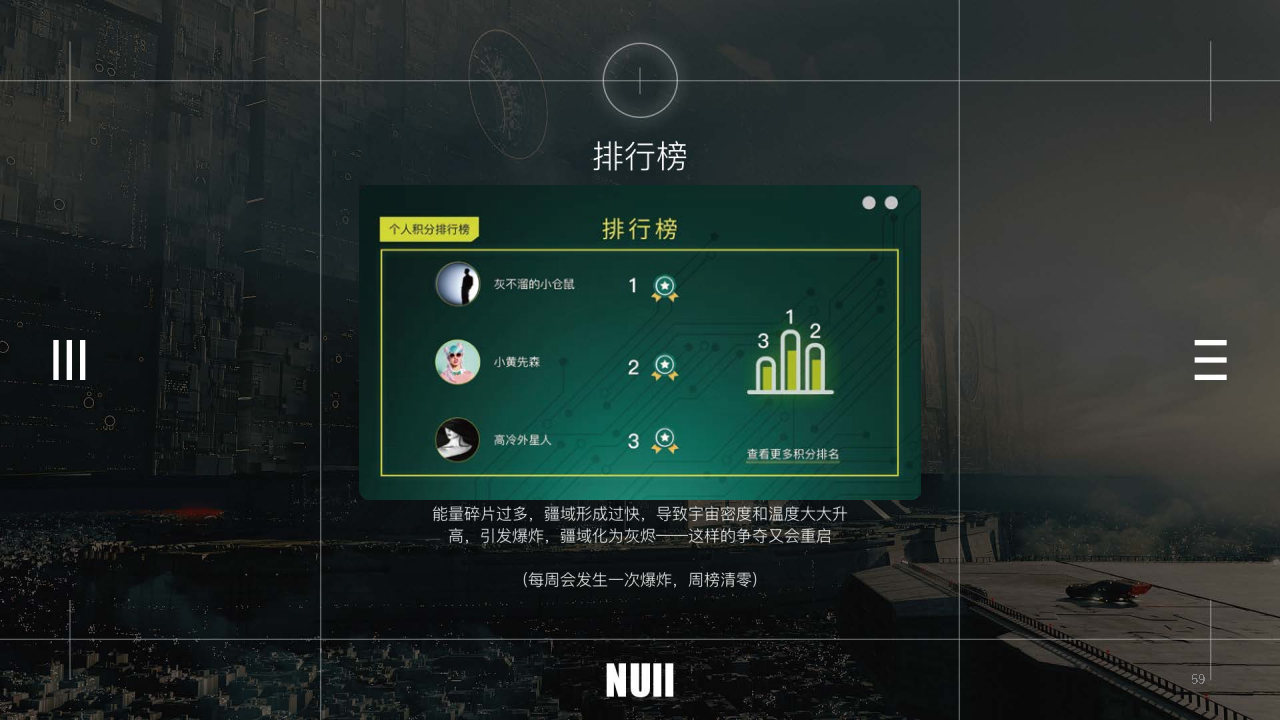 排行榜
个人积分排行榜
排行榜
灰不溜的小仓鼠
1
小黄先森
2
高冷外星人
3
1
2
3
查看更多积分排名
能量碎片过多，疆域形成过快，导致宇宙密度和温度大大升
高，引发爆炸，疆域化为灰烬——这样的争夺又会重启
（每周会发生一次爆炸，周榜清零）
NUII
59